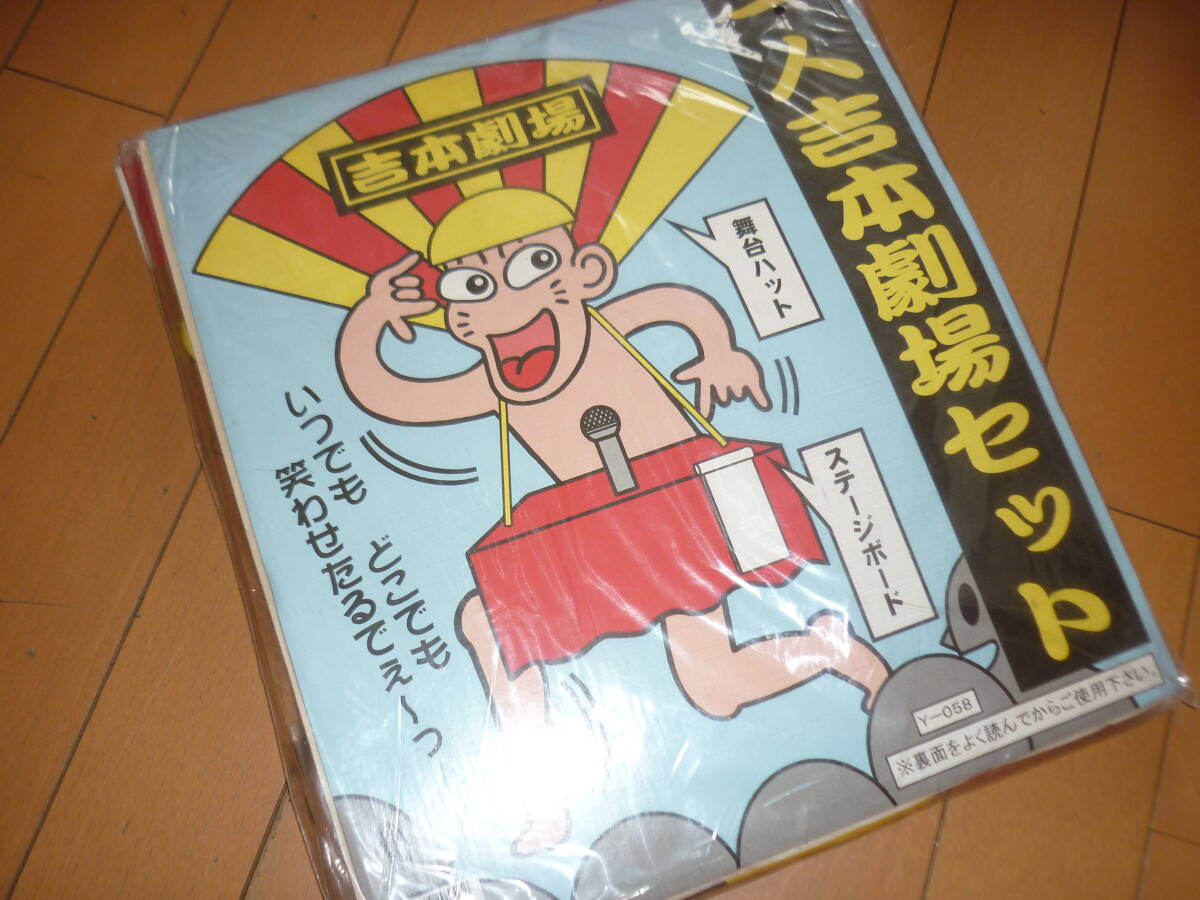 一人吉本劇場セット
吉本劇場
舞台ハット
ステージボード
いつでも どこでも
笑わせたるでぇ～っ
Y-058
※裏面をよく読んでからご使用下さい。